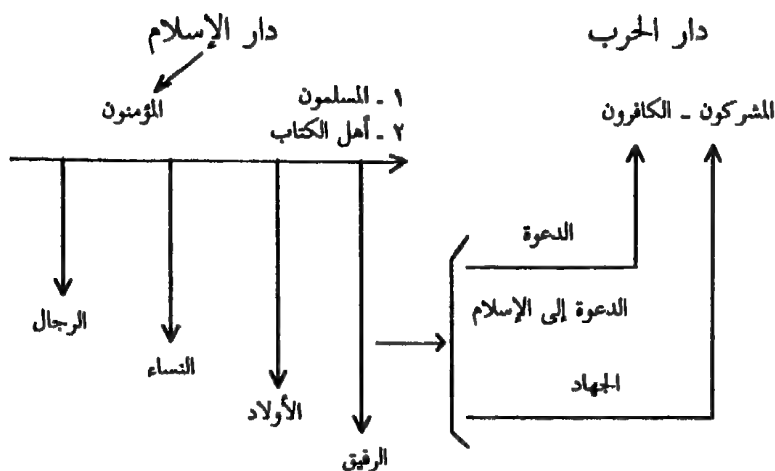 دار الإسلام
دار الحرب
المؤمنون
١ ـ المسلمون
٢ ـ أهل الكتاب
المشركون ـ الكافرون
الرجال
النساء
الأولاد
الرفيق
الدعوة
الدعوة إلى الإسلام
الجهاد